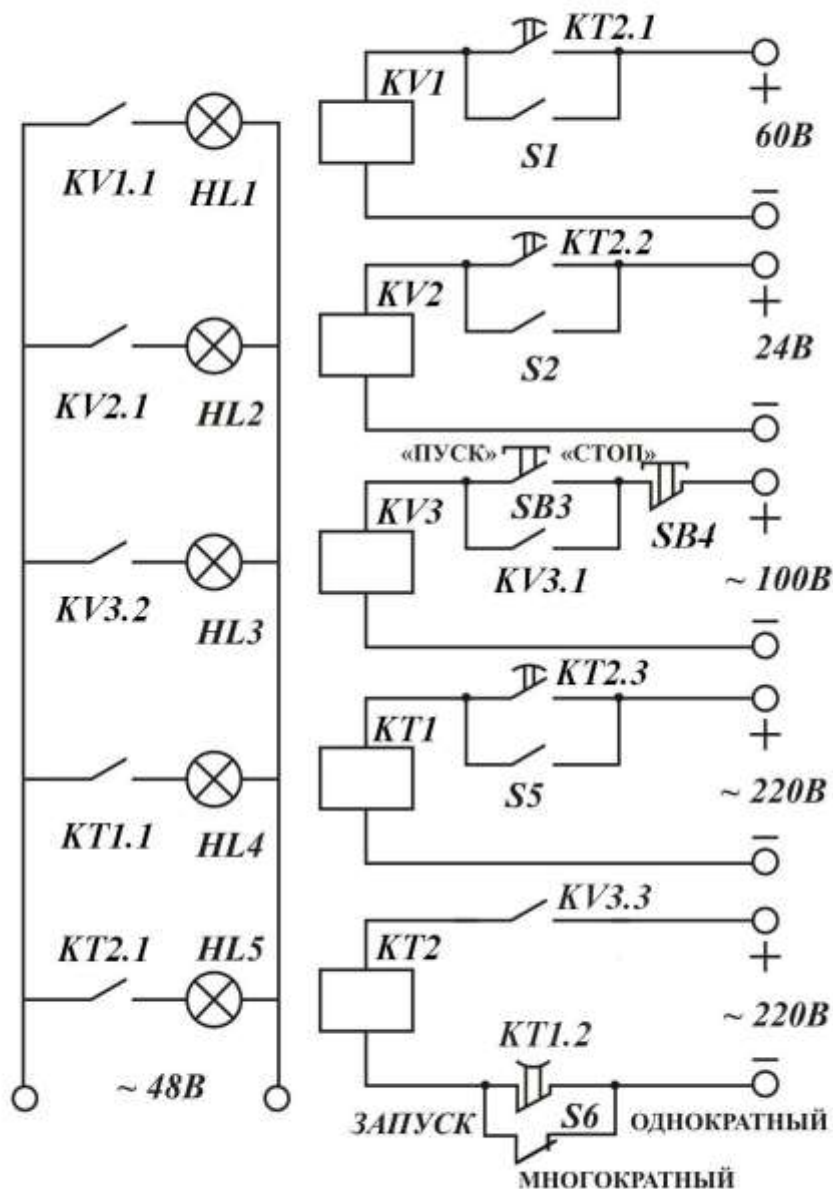 KT2.1
KV1
+
60В
S1
–
KV1.1
HL1
KT2.2
KV2
+
24В
S2
–
KV2.1
HL2
«ПУСК»
«СТОП»
KV3
SB3
SB4
+
KV3.1
~ 100В
–
KV3.2
HL3
KT2.3
KT1
+
S5
~ 220В
–
KT1.1
HL4
KV3.3
KT2.1
HL5
KT2
+
~ 220В
KT1.2
–
~ 48В
ЗАПУСК
S6
ОДНОКРАТНЫЙ
МНОГОКРАТНЫЙ